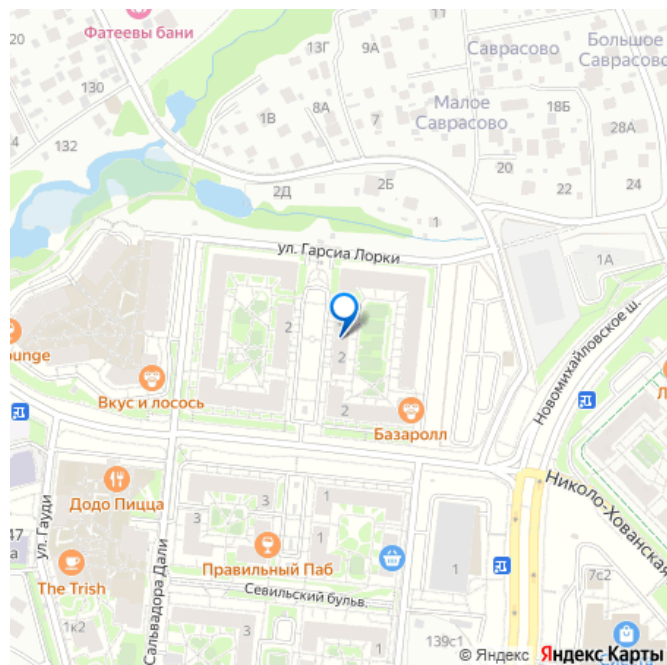 20
Фатеевы бани
13Г
9А
Саврасово
Большое
Саврасово
130
8А
7
Малое
Саврасово
18Б
1В
28А
4
132
20
2Д
2Б
22
24
1
ул. Гарсиа Лорки
1А
Новомихайловское ш.
2
2
ounge
Вкус и лосось
2
Базаролл
Л
Додо Пицца
3
1
Николо-Хованская
47
а
ул. Гауди
3
Правильный Паб
1
The Trish
Сальвадора Дали
Севильский бульв.
1
7с2
1к2
1
139с1
© Яндекс Яндекс Карты